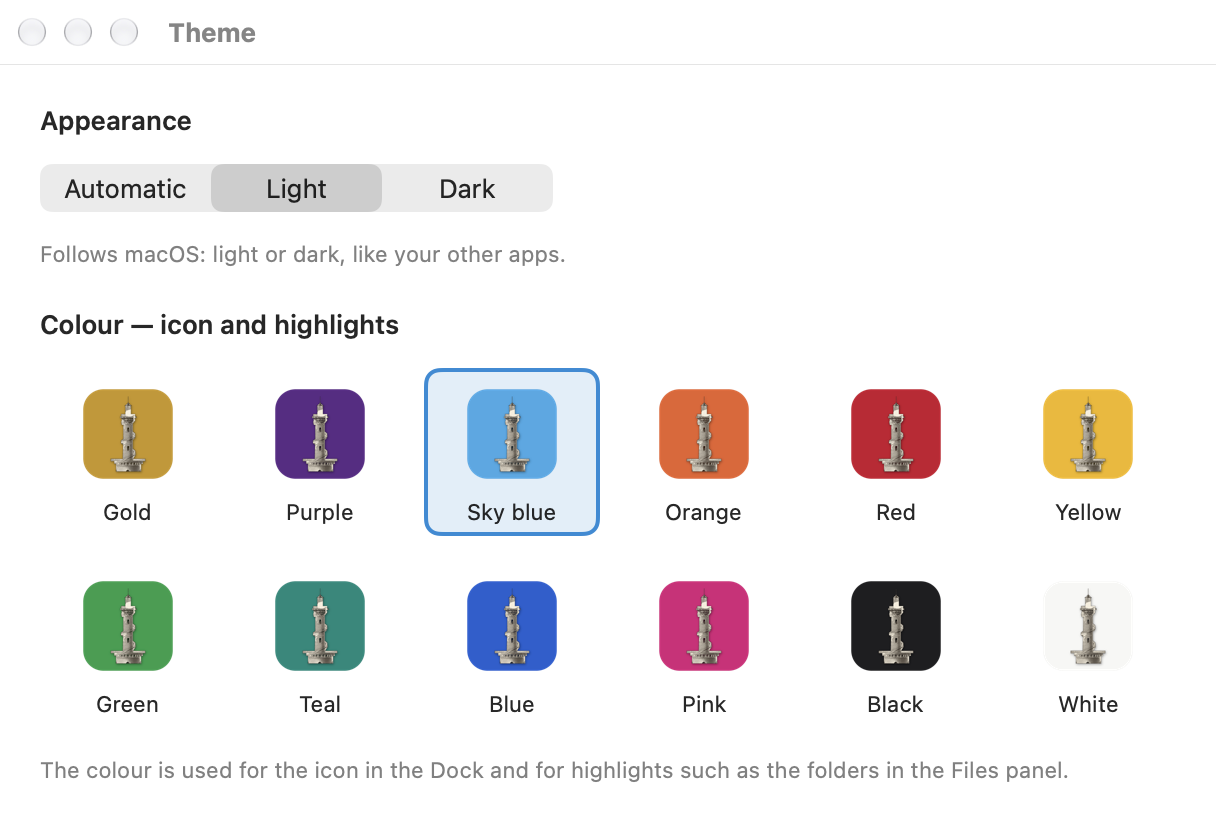 Theme
Appearance
Automatic Light Dark
Follows macOS: light or dark, like your other apps.
Colour — icon and highlights
Gold Purple Sky blue Orange Red Yellow
Green Teal Blue Pink Black White
The colour is used for the icon in the Dock and for highlights such as the folders in the Files panel.